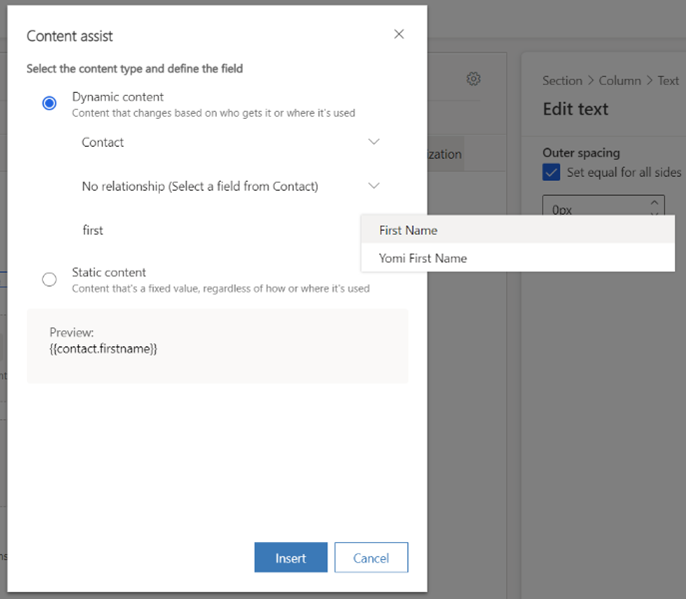 Content assist
Select the content type and define the field
Dynamic content
Content that changes based on who gets it or where it's used
Contact
No relationship (Select a field from Contact)
first
First Name
Yomi First Name
Static content
Content that's a fixed value, regardless of how or where it's used
Preview:
{{contact.firstname}}
Insert
Cancel
Section > Column > Text
Edit text
Outer spacing
Set equal for all sides
0px